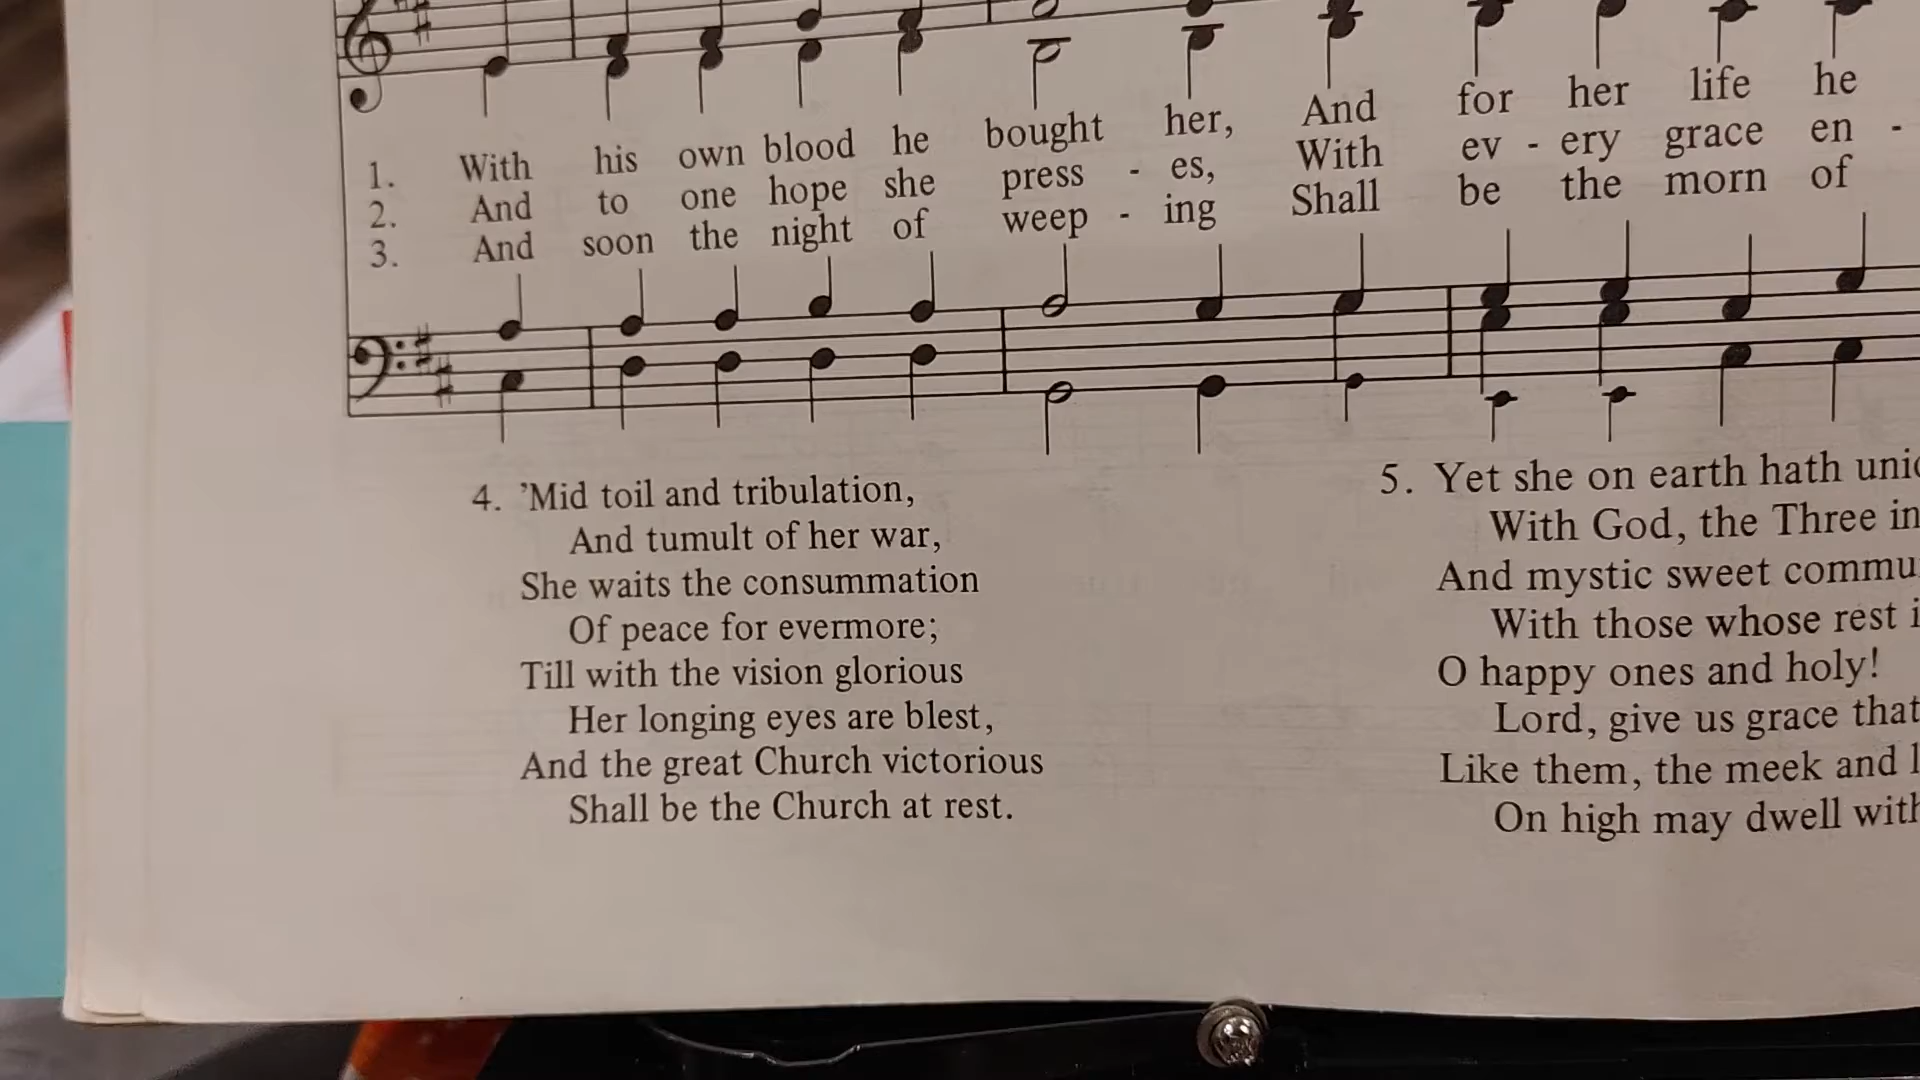 1. With his own blood he bought her, And for her life he
2. And to one hope she press - es, With ev - ery grace en -
3. And soon the night of weep - ing Shall be the morn of
4. ’Mid toil and tribulation,
And tumult of her war,
She waits the consummation
Of peace for evermore;
Till with the vision glorious
Her longing eyes are blest,
And the great Church victorious
Shall be the Church at rest.
5. Yet she on earth hath
With God, the Three in
And mystic sweet
With those whose rest
O happy ones and holy!
Lord, give us grace that
Like them, the meek and
On high may dwell with